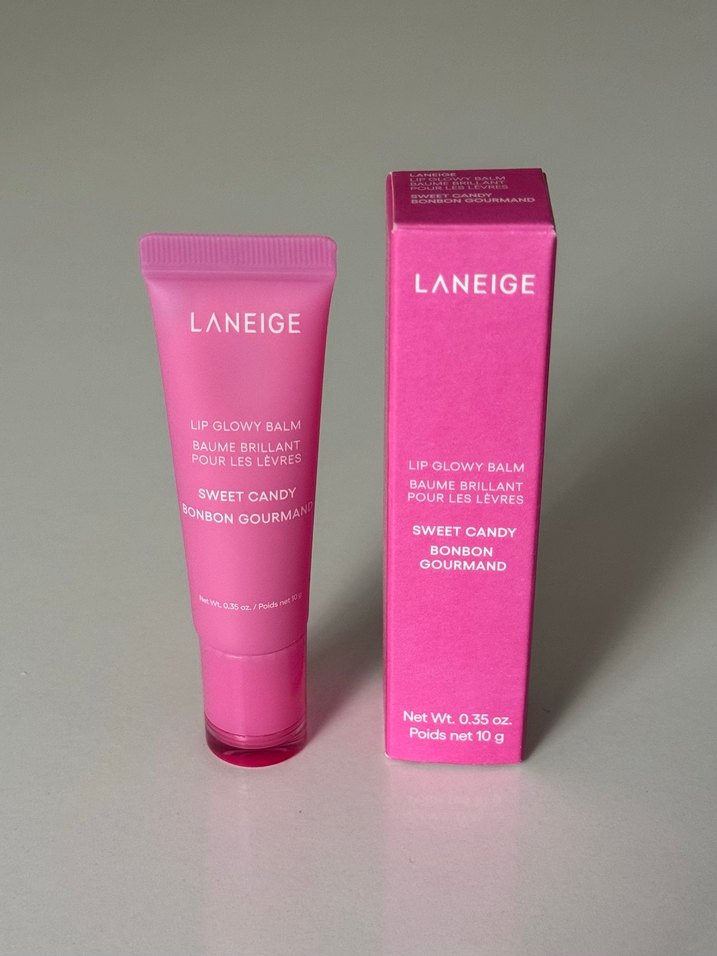 LANEIGE
LIP GLOWY BALM
BAUME BRILLANT
POUR LES LÈVRES
SWEET CANDY
BONBON GOURMAND
Net Wt. 0.35 oz. / Poids net 10 g
LANEIGE
LIP GLOWY BALM
BAUME BRILLANT
POUR LES LÈVRES
SWEET CANDY
BONBON GOURMAND
LANEIGE
LIP GLOWY BALM
BAUME BRILLANT
POUR LES LÈVRES
SWEET CANDY
BONBON
GOURMAND
Net Wt. 0.35 oz.
Poids net 10 g